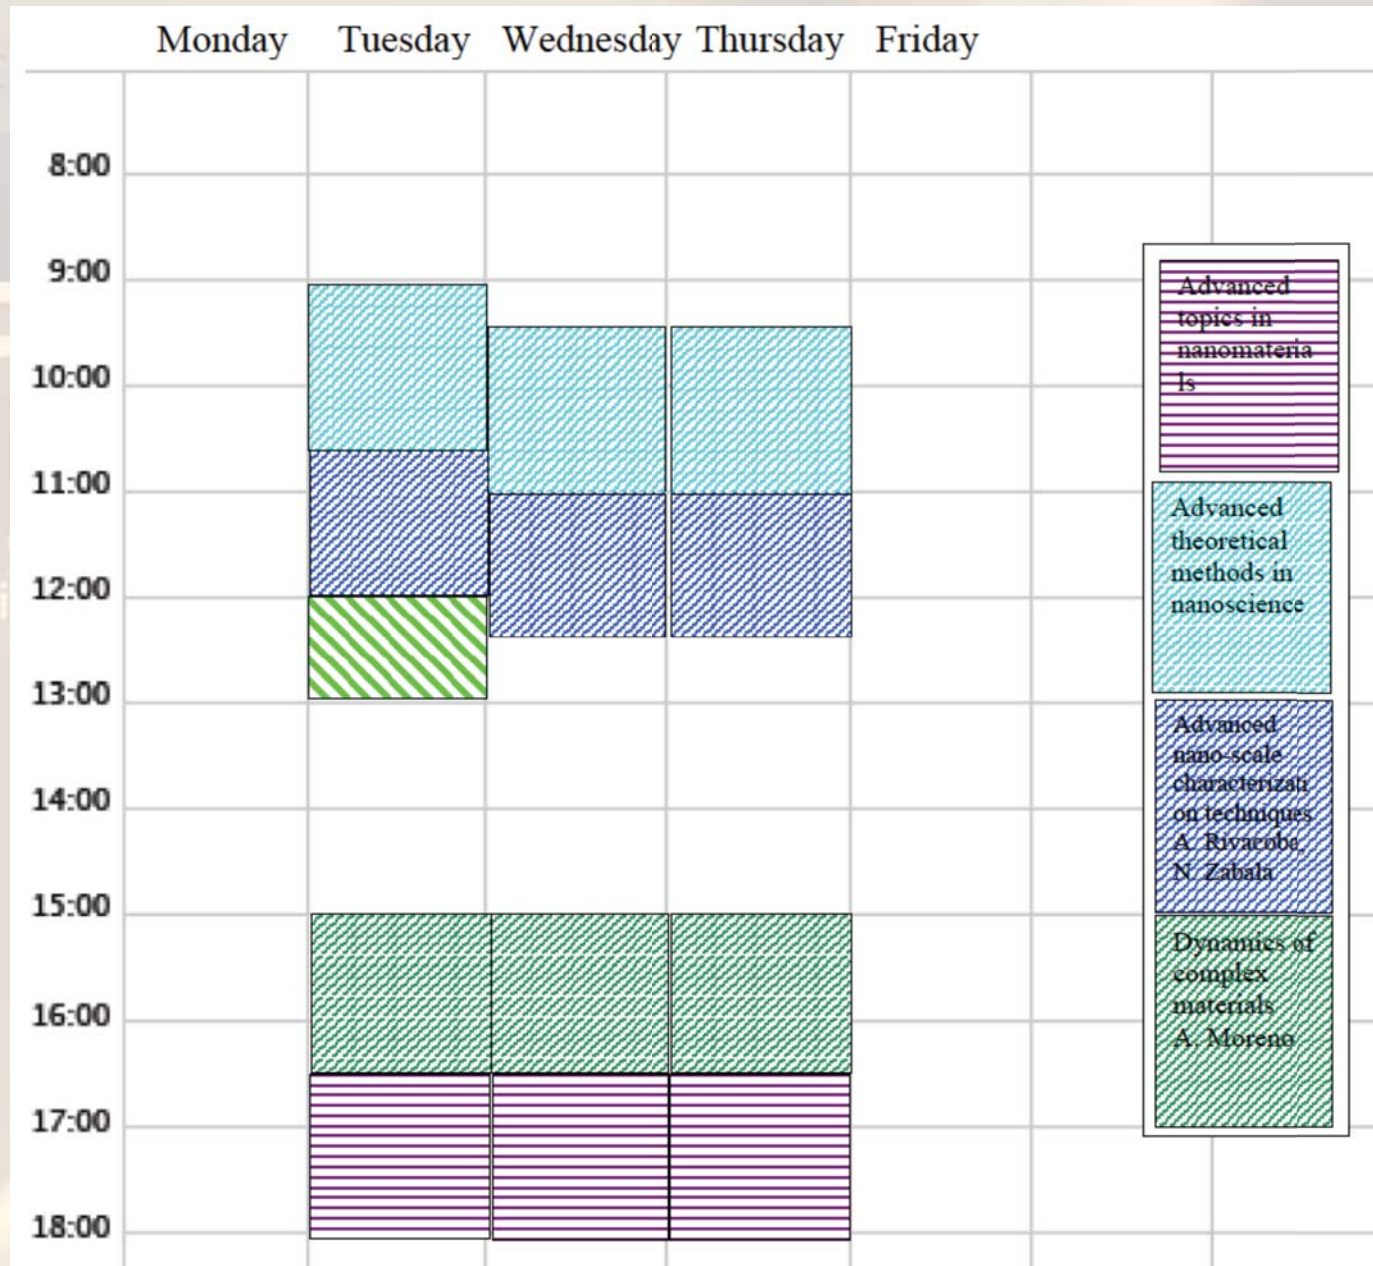 Monday Tuesday Wednesday Thursday Friday
8:00
9:00
10:00
11:00
12:00
13:00
14:00
15:00
16:00
17:00
18:00
Advanced
topics in
nanomateria
ls
Advanced
theoretical
methods in
nanoscience
Advanced
nano-scale
characterizati
on techniques
A. Rivacoba,
N. Zabala
Dynamics of
complex
materials
A. Moreno